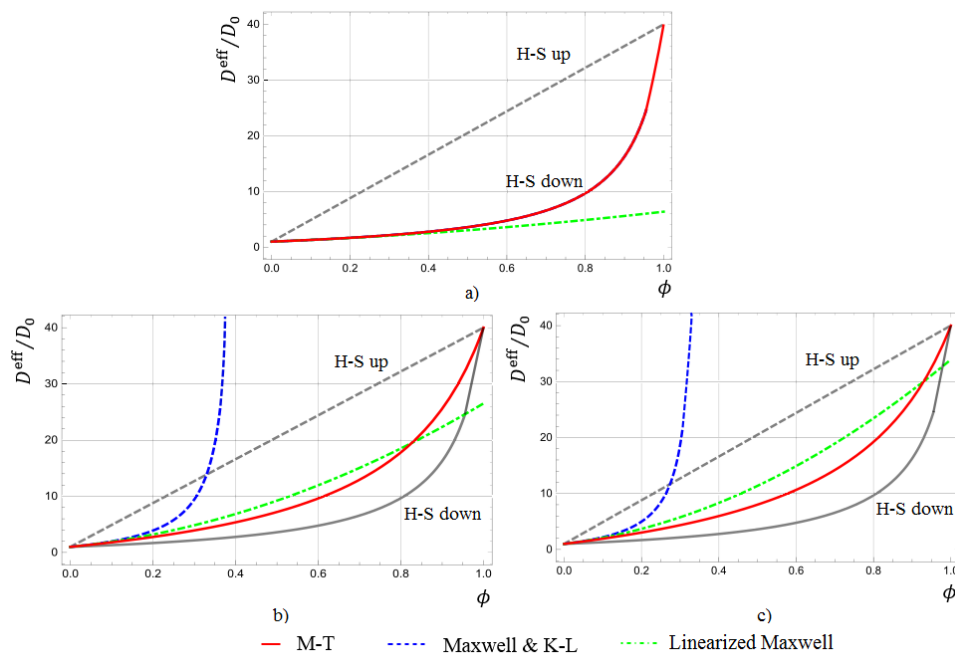 40
30
20
10
0
D^eff/D_0
H-S up
H-S down
0.0 0.2 0.4 0.6 0.8 1.0
ϕ
a)
40
30
20
10
0
D^eff/D_0
H-S up
H-S down
0.0 0.2 0.4 0.6 0.8 1.0
ϕ
b)
40
30
20
10
0
D^eff/D_0
H-S up
H-S down
0.0 0.2 0.4 0.6 0.8 1.0
ϕ
c)
M-T Maxwell & K-L Linearized Maxwell